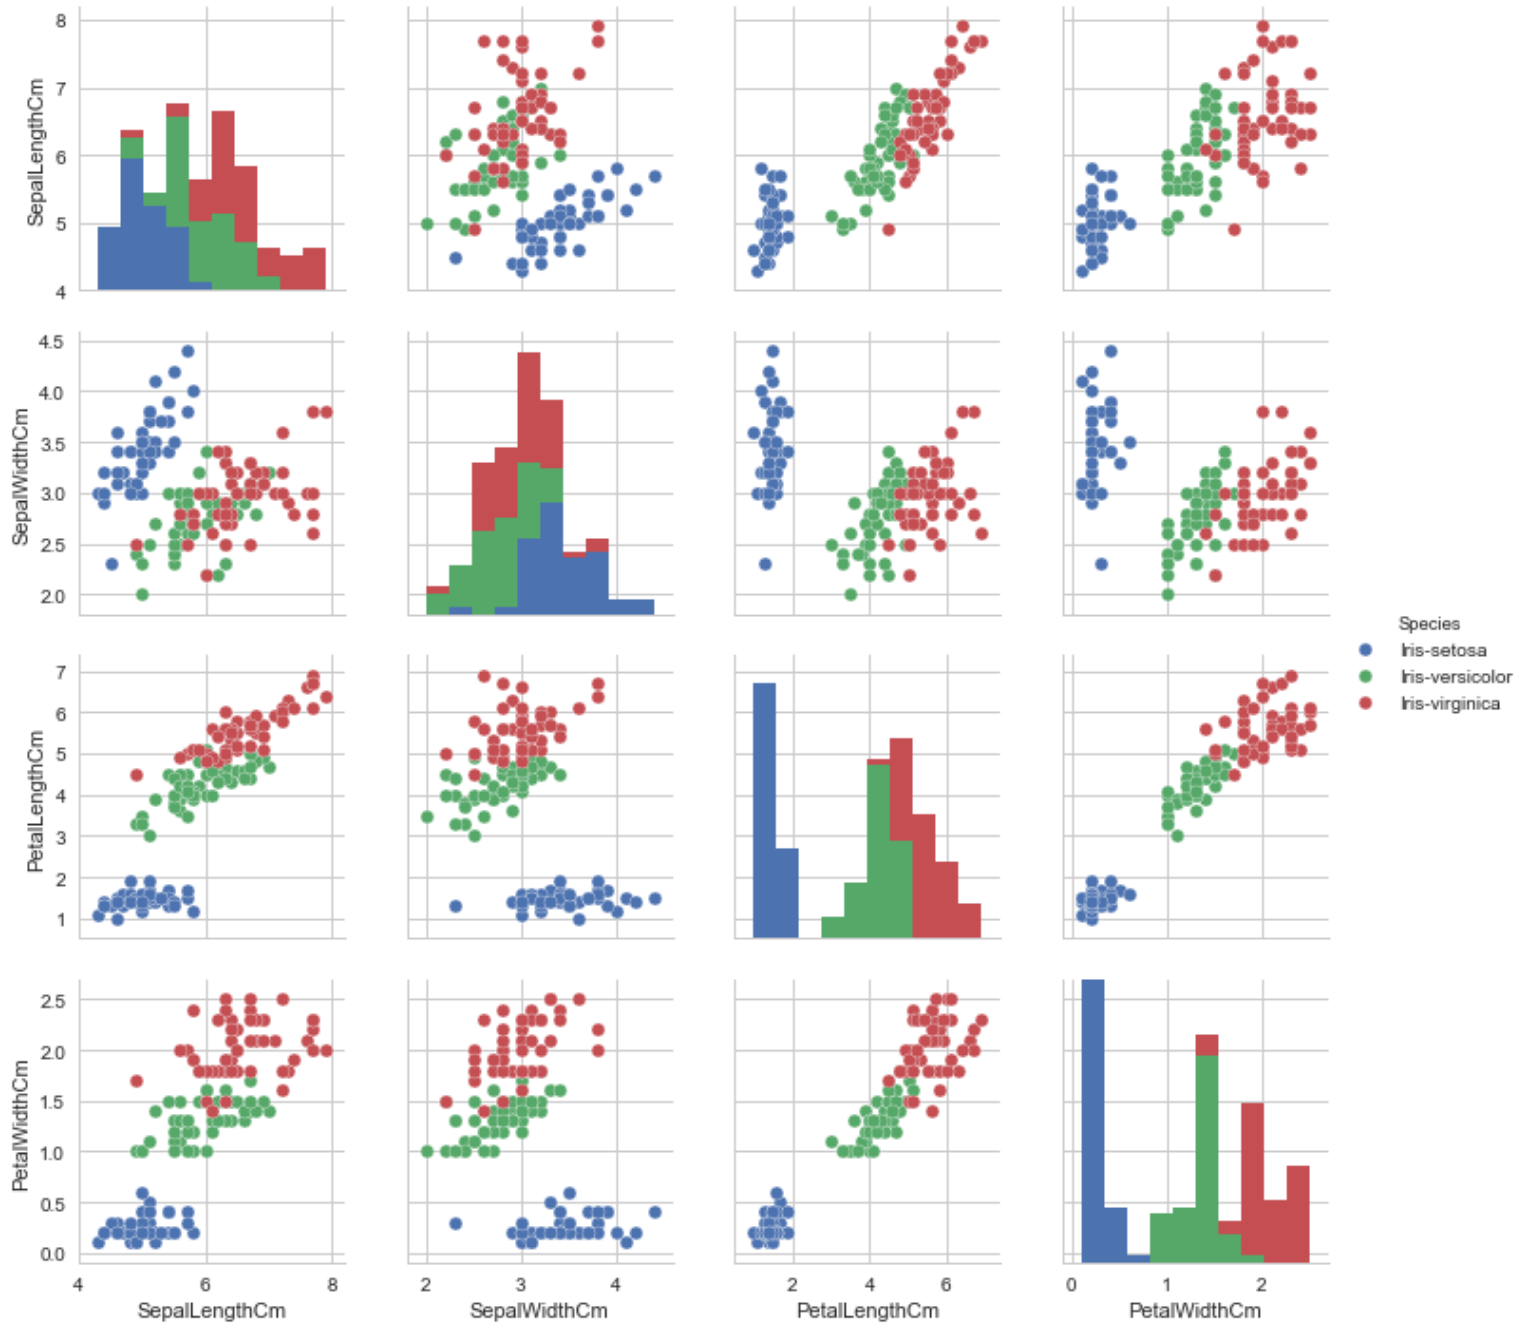 8
7
6
5
4
SepalLengthCm
4.5
4.0
3.5
3.0
2.5
2.0
SepalWidthCm
Species
Iris-setosa
Iris-versicolor
Iris-virginica
7
6
5
4
3
2
1
PetalLengthCm
2.5
2.0
1.5
1.0
0.5
0.0
PetalWidthCm
4 6 8 2 3 4 2 4 6 0 1 2
SepalLengthCm SepalWidthCm PetalLengthCm PetalWidthCm